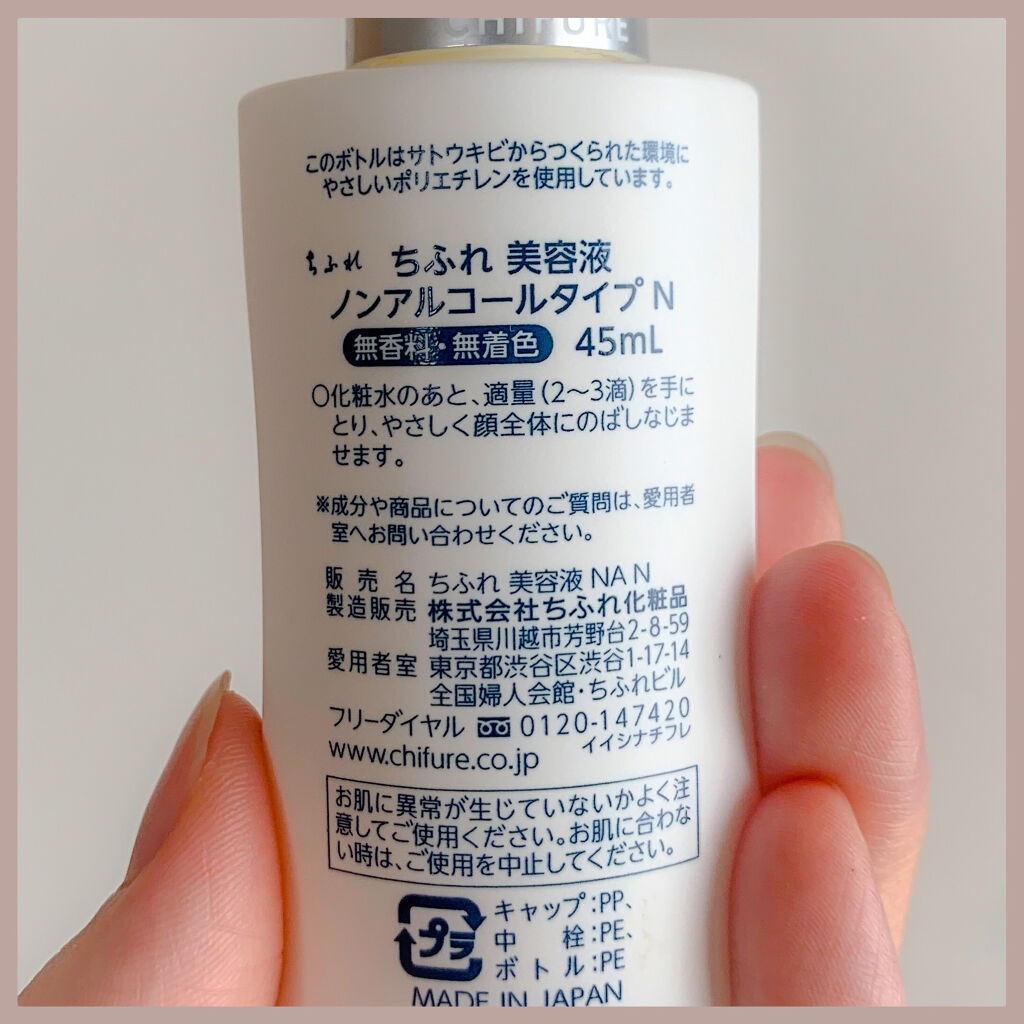 CHIFURE
このボトルはサトウキビからつくられた環境に
やさしいポリエチレンを使用しています。
ちふれ ちふれ 美容液
ノンアルコールタイプ N
無香料・無着色 45mL
○化粧水のあと、適量(2〜3滴)を手に
とり、やさしく顔全体にのばしなじま
せます。
※成分や商品についてのご質問は、愛用者
室へお問い合わせください。
販売名 ちふれ 美容液 NA N
製造販売 株式会社ちふれ化粧品
埼玉県川越市芳野台2-8-59
愛用者室 東京都渋谷区渋谷1-17-14
全国婦人会館・ちふれビル
フリーダイヤル 0120-147420
イイシナチフレ
www.chifure.co.jp
お肌に異常が生じていないかよく注
意してご使用ください。お肌に合わな
い時は、ご使用を中止してください。
プラ
キャップ:PP、
中栓:PE、
ボトル:PE
MADE IN JAPAN